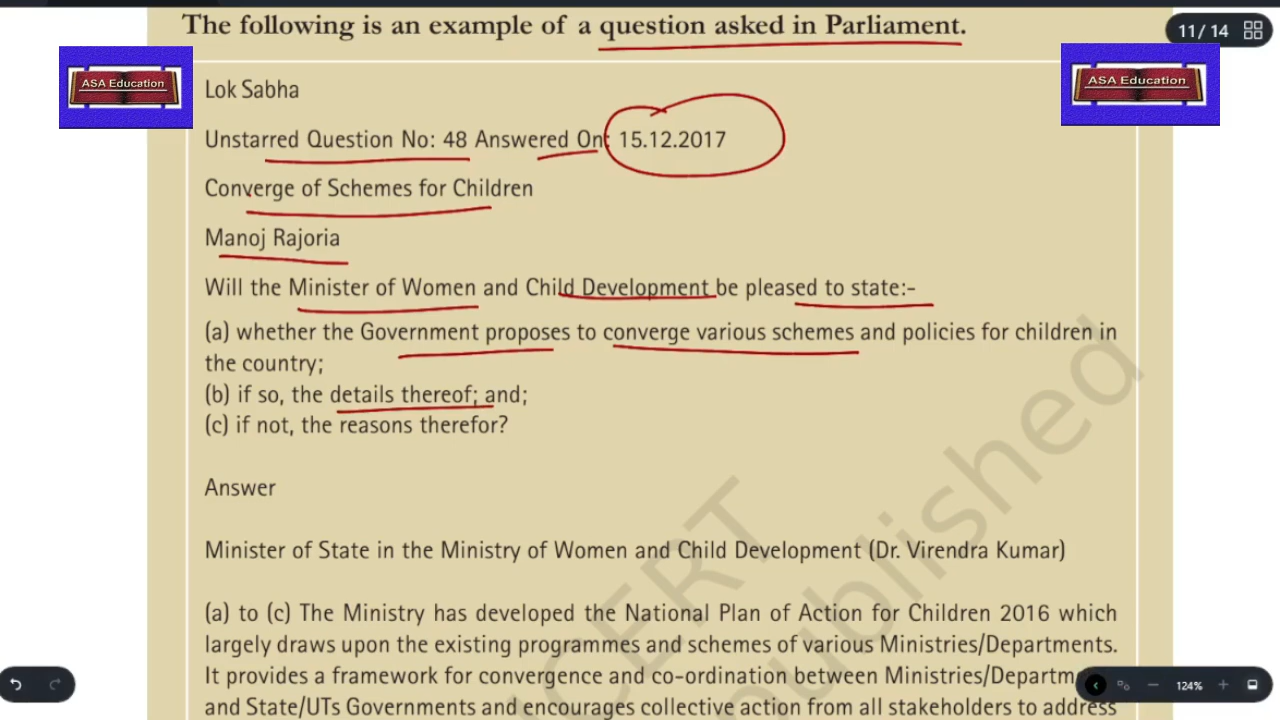 The following is an example of a question asked in Parliament.
11/ 14
ASA Education
ASA Education
Lok Sabha
Unstarred Question No: 48 Answered On: 15.12.2017
Converge of Schemes for Children
Manoj Rajoria
Will the Minister of Women and Child Development be pleased to state:-
(a) whether the Government proposes to converge various schemes and policies for children in
the country;
(b) if so, the details thereof; and;
(c) if not, the reasons therefor?
Answer
Minister of State in the Ministry of Women and Child Development (Dr. Virendra Kumar)
(a) to (c) The Ministry has developed the National Plan of Action for Children 2016 which
largely draws upon the existing programmes and schemes of various Ministries/Departments.
It provides a framework for convergence and co-ordination between Ministries/Departm
and State/UTs Governments and encourages collective action from all stakeholders to address
124%
NCERT
published